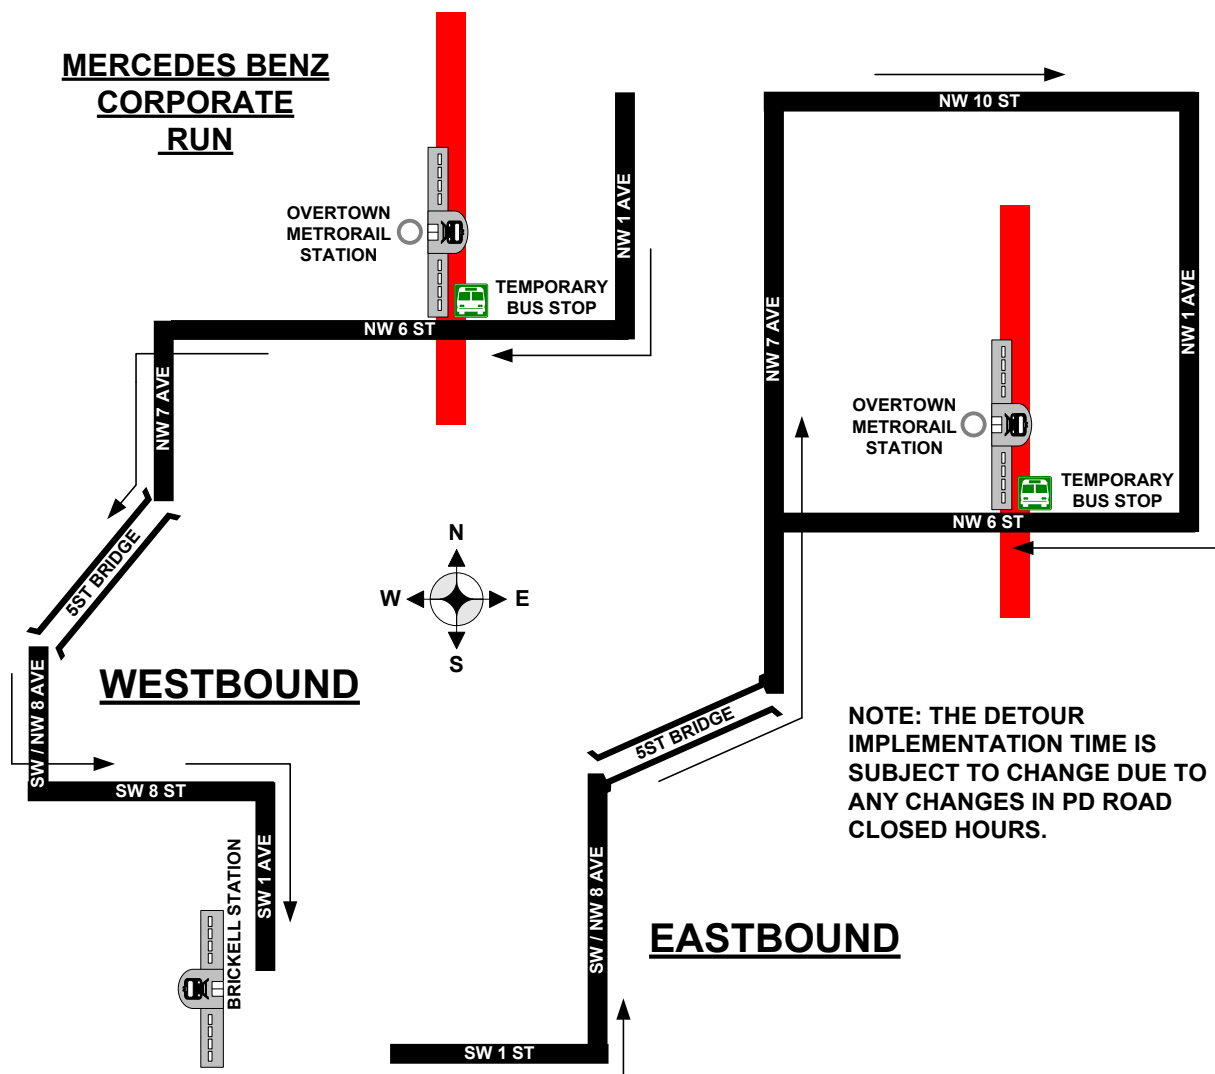 MERCEDES BENZ
CORPORATE
RUN
OVERTOWN
METRORAIL
STATION
TEMPORARY
BUS STOP
NW 1 AVE
NW 6 ST
NW 7 AVE
5ST BRIDGE
SW / NW 8 AVE
WESTBOUND
SW 8 ST
SW 1 AVE
BRICKELL STATION
N
W
E
S
NW 10 ST
NW 7 AVE
NW 1 AVE
OVERTOWN
METRORAIL
STATION
TEMPORARY
BUS STOP
NW 6 ST
5ST BRIDGE
SW / NW 8 AVE
SW 1 ST
EASTBOUND
NOTE: THE DETOUR
IMPLEMENTATION TIME IS
SUBJECT TO CHANGE DUE TO
ANY CHANGES IN PD ROAD
CLOSED HOURS.